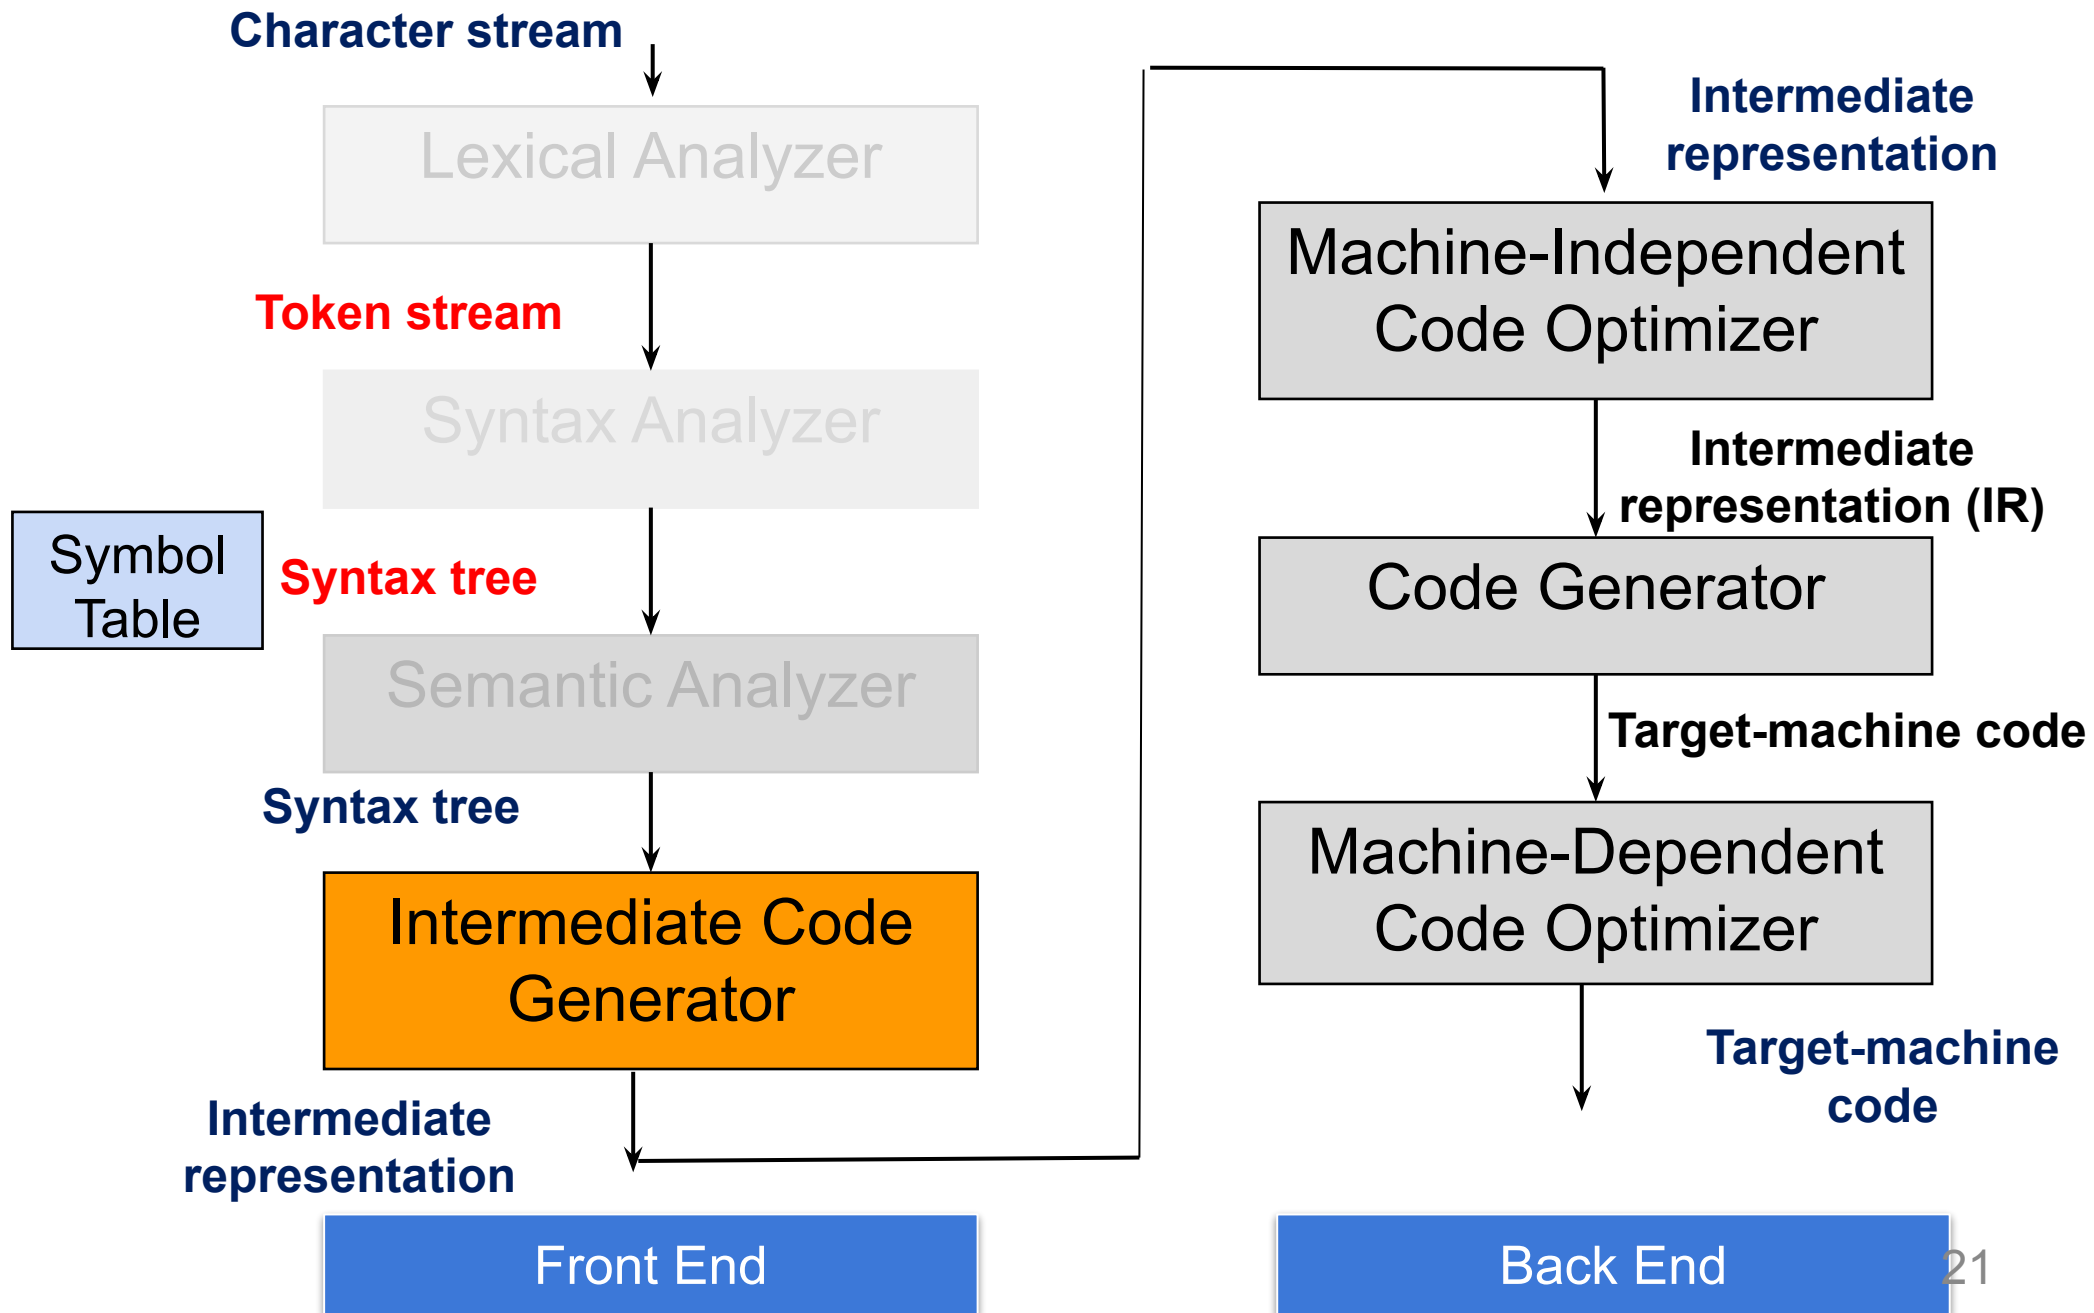 Character stream
Lexical Analyzer
Token stream
Syntax Analyzer
Symbol
Table
Syntax tree
Semantic Analyzer
Syntax tree
Intermediate Code
Generator
Intermediate
representation
Front End
Intermediate
representation
Machine-Independent
Code Optimizer
Intermediate
representation (IR)
Code Generator
Target-machine code
Machine-Dependent
Code Optimizer
Target-machine
code
Back End
21